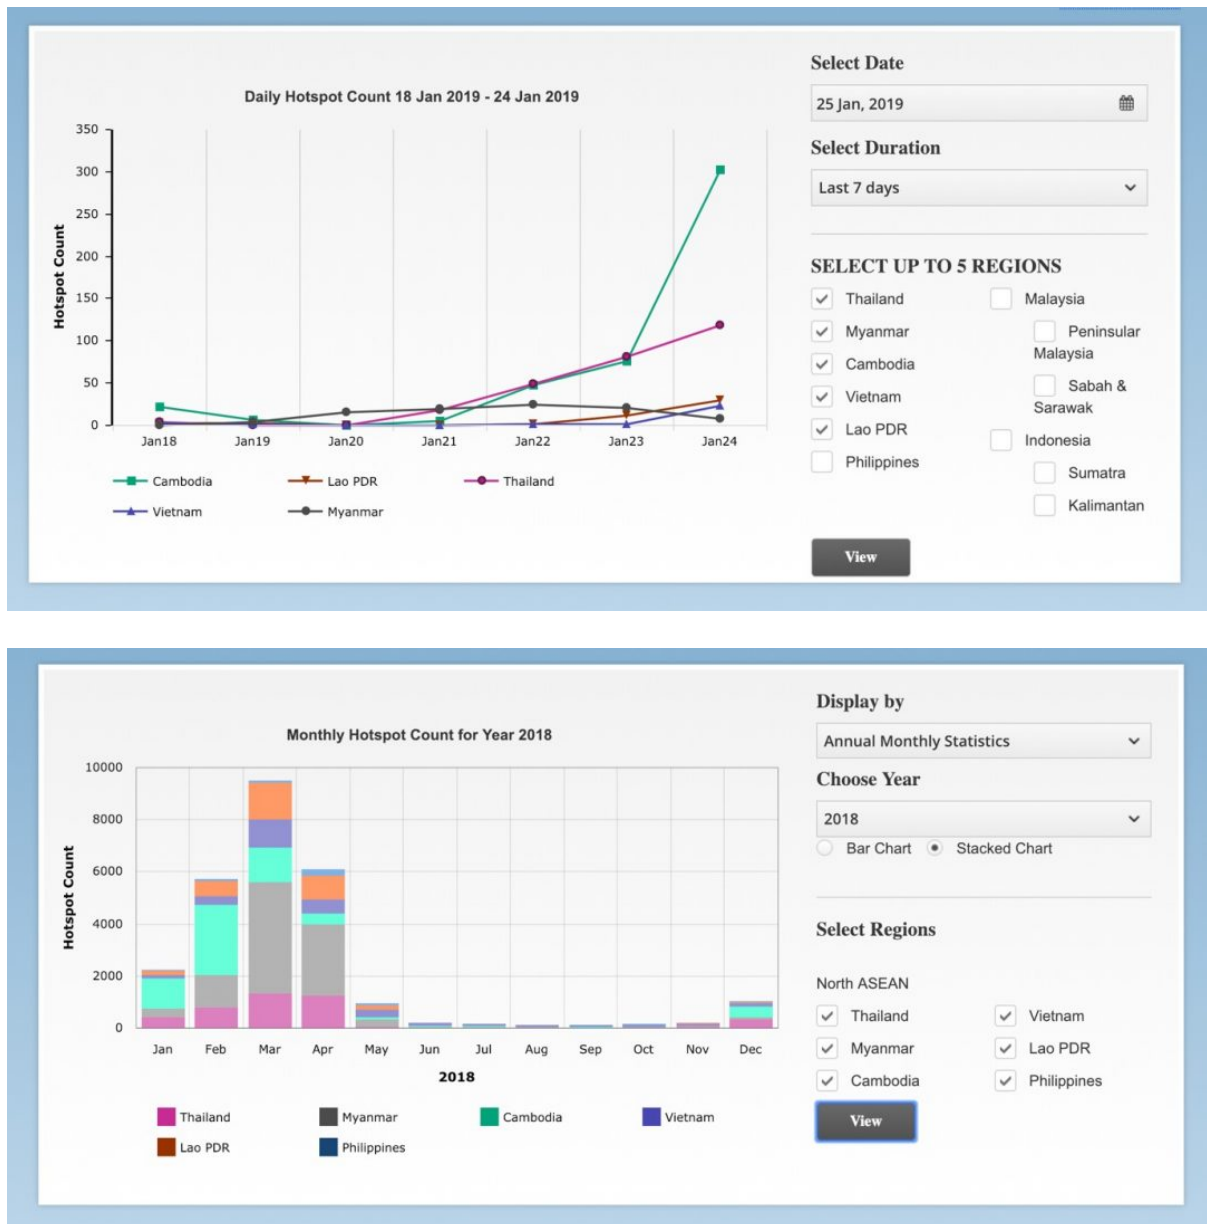 Daily Hotspot Count 18 Jan 2019 - 24 Jan 2019
Hotspot Count
350
300
250
200
150
100
50
0
Jan18 Jan19 Jan20 Jan21 Jan22 Jan23 Jan24
Cambodia Lao PDR Thailand
Vietnam Myanmar
Select Date
25 Jan, 2019
Select Duration
Last 7 days
SELECT UP TO 5 REGIONS
Thailand Malaysia
Myanmar Peninsular
Malaysia
Cambodia
Sabah &
Vietnam
Sarawak
Lao PDR
Indonesia
Philippines
Sumatra
Kalimantan
View
Monthly Hotspot Count for Year 2018
Hotspot Count
10000
8000
6000
4000
2000
0
Jan Feb Mar Apr May Jun Jul Aug Sep Oct Nov Dec
2018
Thailand Myanmar Cambodia Vietnam
Lao PDR Philippines
Display by
Annual Monthly Statistics
Choose Year
2018
Bar Chart Stacked Chart
Select Regions
North ASEAN
Thailand Vietnam
Myanmar Lao PDR
Cambodia Philippines
View